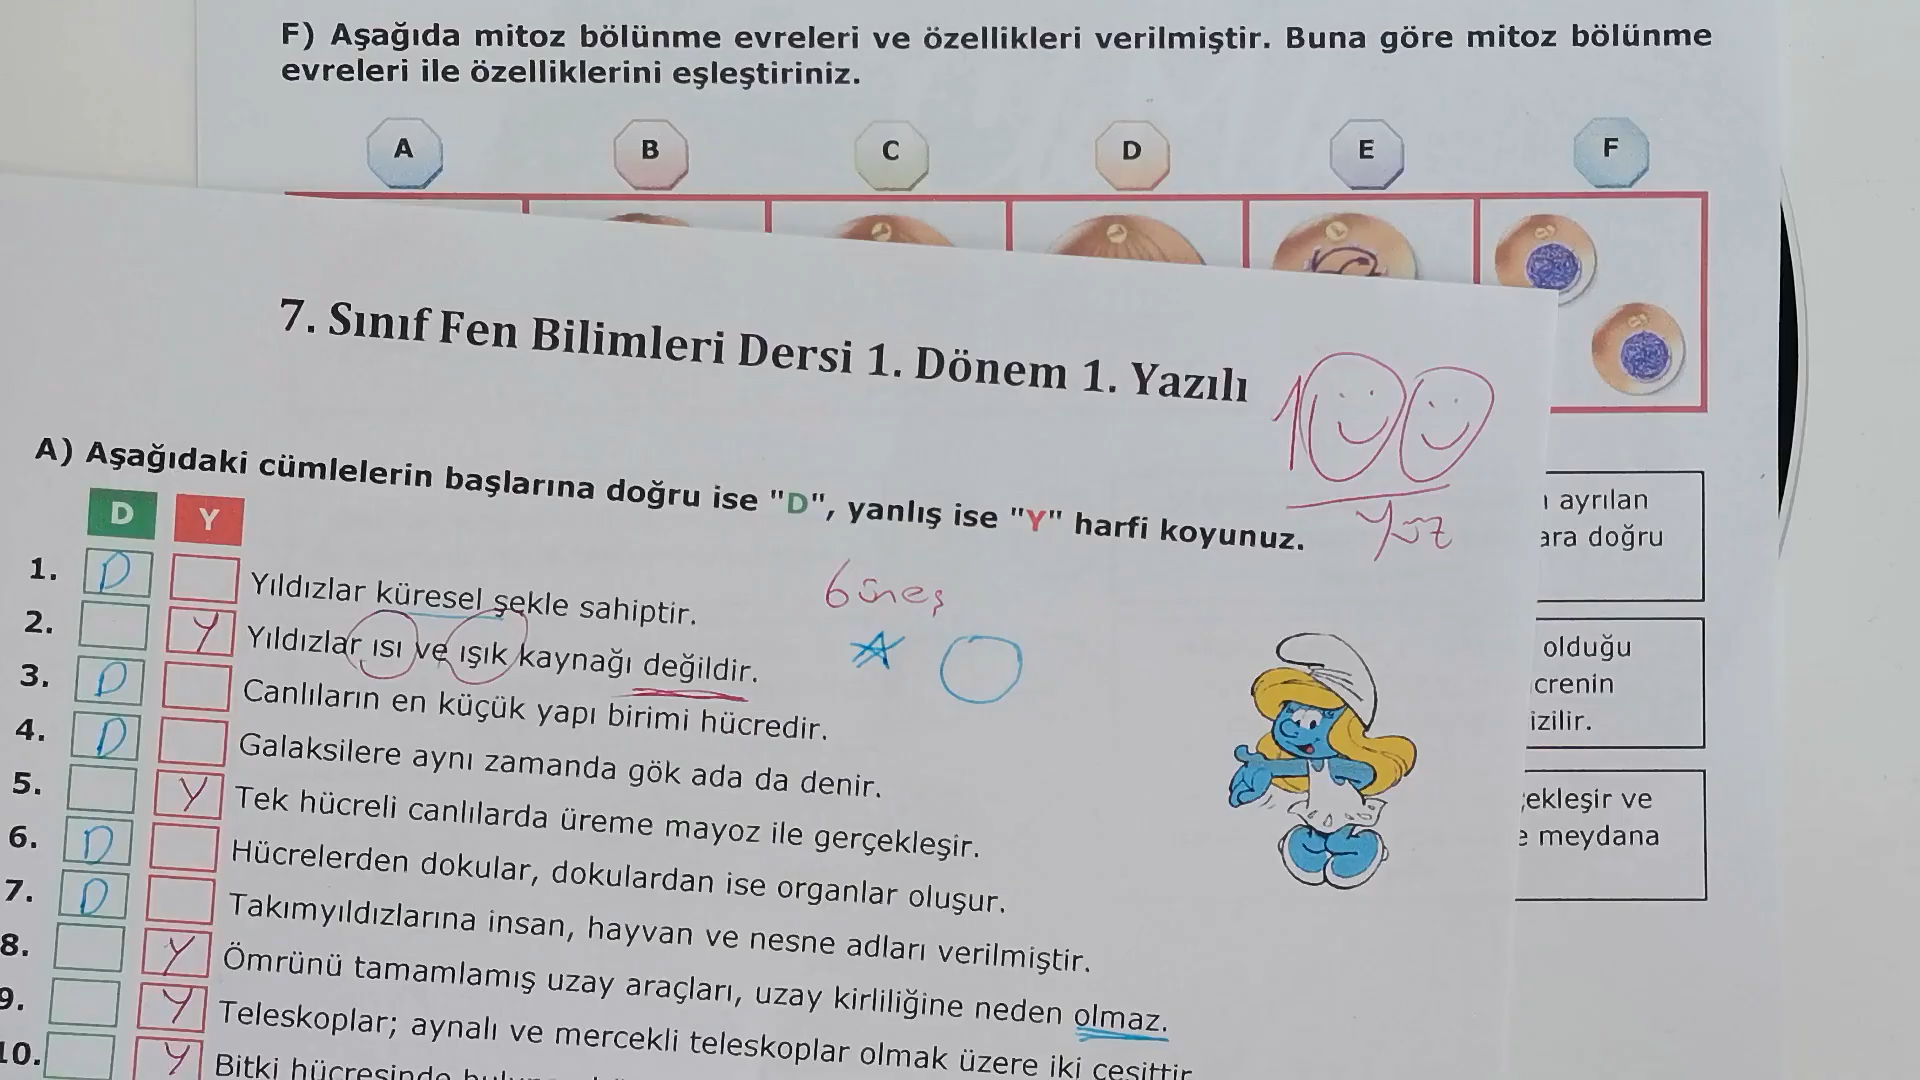 F) Aşağıda mitoz bölünme evreleri ve özellikleri verilmiştir. Buna göre mitoz bölünme
evreleri ile özelliklerini eşleştiriniz.
A B C D E F
7. Sınıf Fen Bilimleri Dersi 1. Dönem 1. Yazılı
100
yüz
A) Aşağıdaki cümlelerin başlarına doğru ise "D", yanlış ise "Y" harfi koyunuz.
D Y
Güneş
1. D Yıldızlar küresel şekle sahiptir.
2. Y Yıldızlar ısı ve ışık kaynağı değildir.
3. D Canlıların en küçük yapı birimi hücredir.
4. D Galaksilere aynı zamanda gök ada da denir.
5. Y Tek hücreli canlılarda üreme mayoz ile gerçekleşir.
6. D Hücrelerden dokular, dokulardan ise organlar oluşur.
7. D Takımyıldızlarına insan, hayvan ve nesne adları verilmiştir.
8. Y Ömrünü tamamlamış uzay araçları, uzay kirliliğine neden olmaz.
9. Y Teleskoplar; aynalı ve mercekli teleskoplar olmak üzere iki çeşittir
10. Y Bitki hücresinde
ayrılan
ara doğru
olduğu
crenin
izilir.
ekleşir ve
e meydana